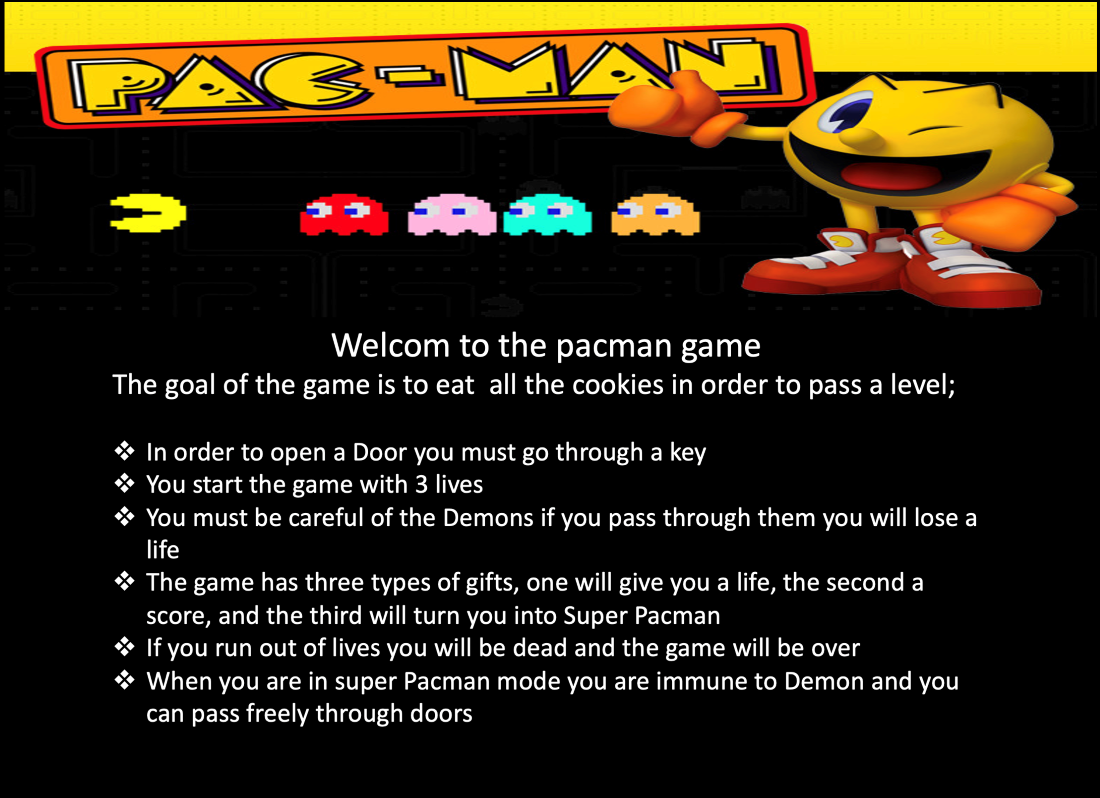 PAC-MAN
Welcom to the pacman game
The goal of the game is to eat  all the cookies in order to pass a level;
❖ In order to open a Door you must go through a key
❖ You start the game with 3 lives
❖ You must be careful of the Demons if you pass through them you will lose a
life
❖ The game has three types of gifts, one will give you a life, the second a
score, and the third will turn you into Super Pacman
❖ If you run out of lives you will be dead and the game will be over
❖ When you are in super Pacman mode you are immune to Demon and you
can pass freely through doors